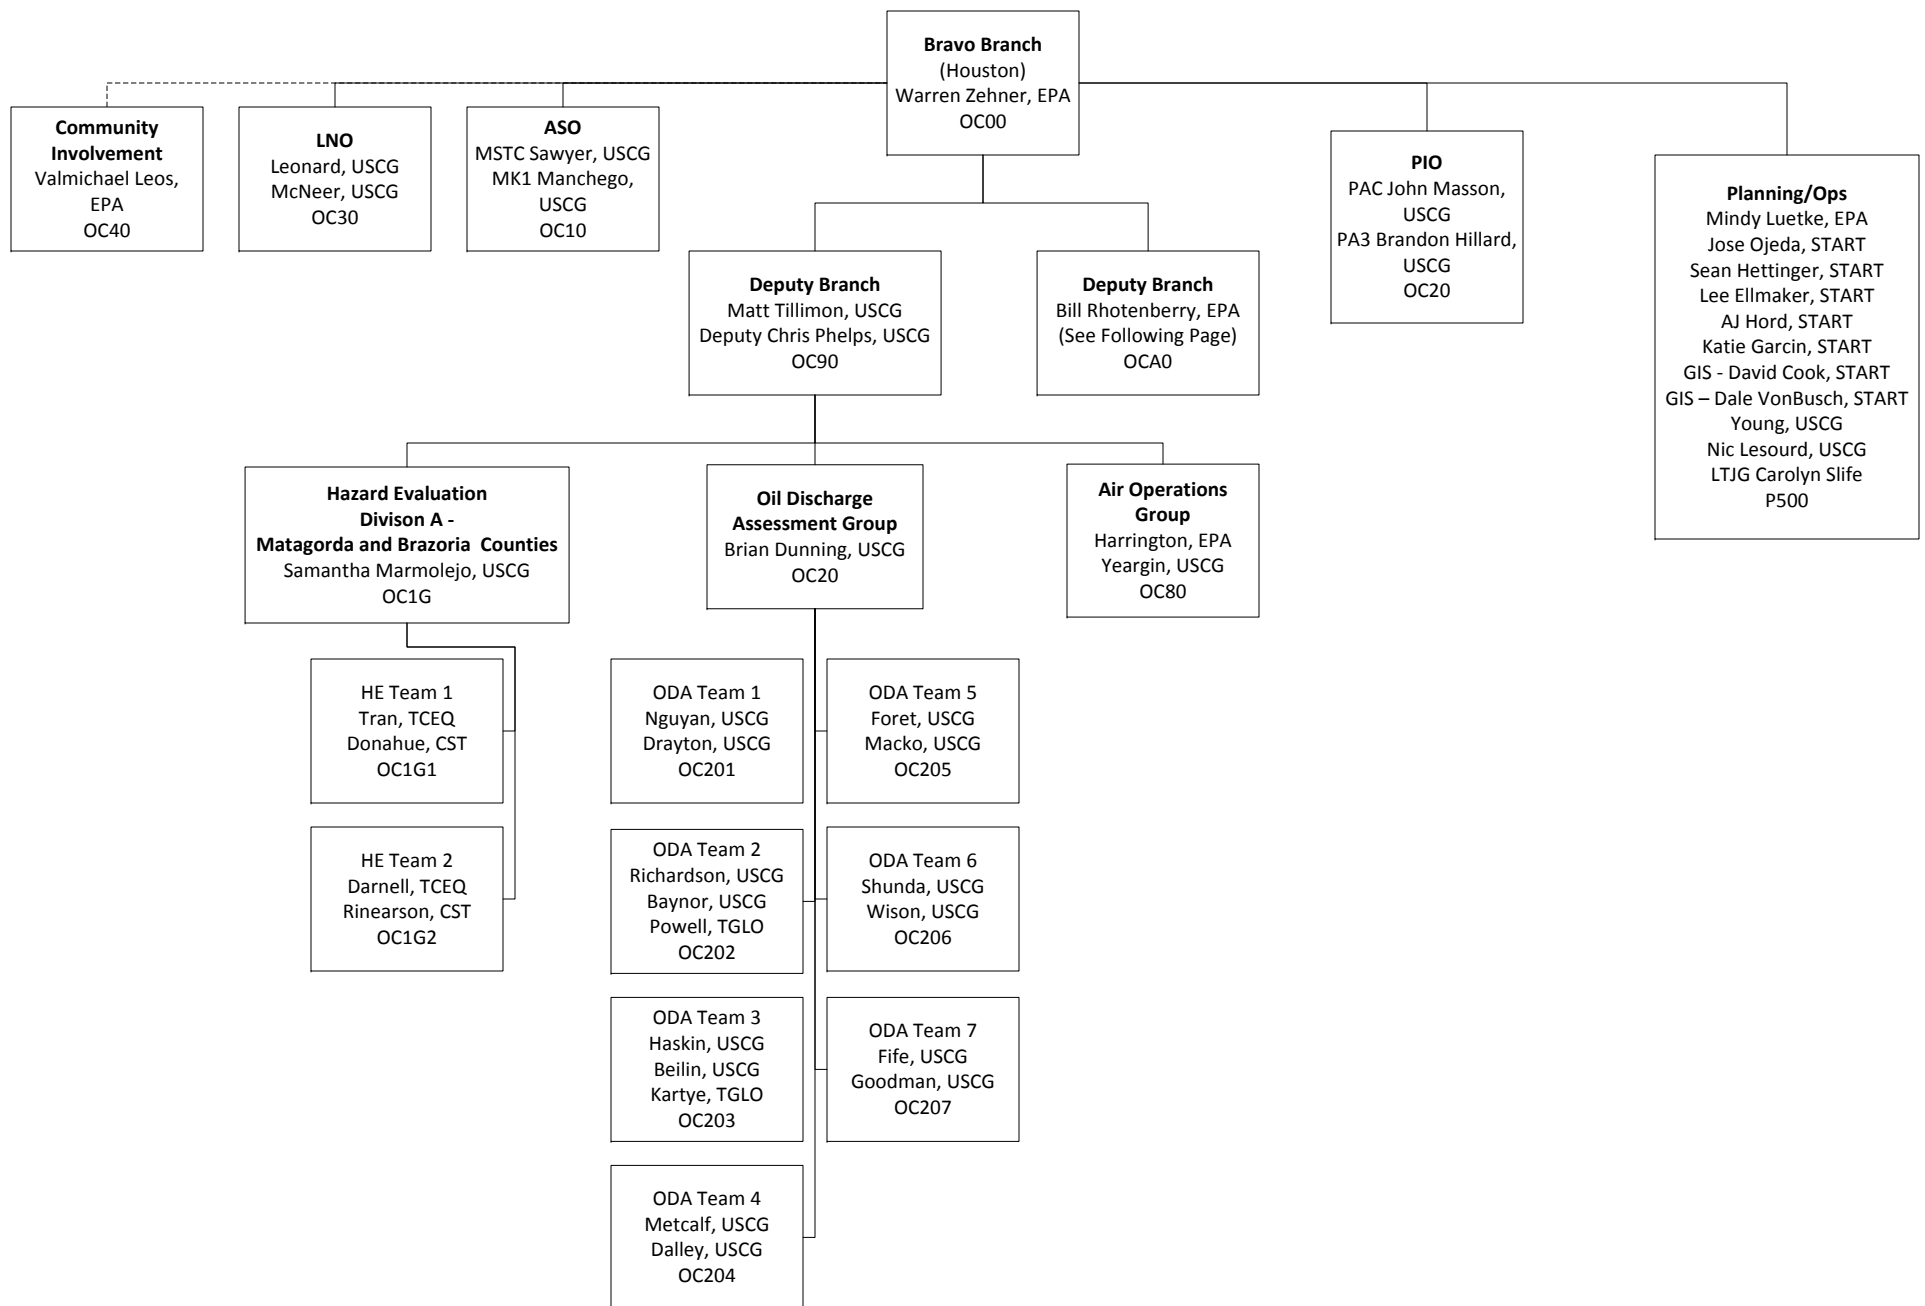 Bravo Branch
(Houston)
Warren Zehner, EPA
OC00
Community
Involvement
Valmichael Leos,
EPA
OC40
LNO
Leonard, USCG
McNeer, USCG
OC30
ASO
MSTC Sawyer, USCG
MK1 Manchego,
USCG
OC10
PIO
PAC John Masson,
USCG
PA3 Brandon Hillard,
USCG
OC20
Planning/Ops
Mindy Luetke, EPA
Jose Ojeda, START
Sean Hettinger, START
Lee Ellmaker, START
AJ Hord, START
Katie Garcin, START
GIS - David Cook, START
GIS – Dale VonBusch, START
Young, USCG
Nic Lesourd, USCG
LTJG Carolyn Slife
P500
Deputy Branch
Matt Tillimon, USCG
Deputy Chris Phelps, USCG
OC90
Deputy Branch
Bill Rhotenberry, EPA
(See Following Page)
OCA0
Hazard Evaluation
Divison A -
Matagorda and Brazoria  Counties
Samantha Marmolejo, USCG
OC1G
Oil Discharge
Assessment Group
Brian Dunning, USCG
OC20
Air Operations
Group
Harrington, EPA
Yeargin, USCG
OC80
HE Team 1
Tran, TCEQ
Donahue, CST
OC1G1
HE Team 2
Darnell, TCEQ
Rinearson, CST
OC1G2
ODA Team 1
Nguyan, USCG
Drayton, USCG
OC201
ODA Team 2
Richardson, USCG
Baynor, USCG
Powell, TGLO
OC202
ODA Team 3
Haskin, USCG
Beilin, USCG
Kartye, TGLO
OC203
ODA Team 4
Metcalf, USCG
Dalley, USCG
OC204
ODA Team 5
Foret, USCG
Macko, USCG
OC205
ODA Team 6
Shunda, USCG
Wison, USCG
OC206
ODA Team 7
Fife, USCG
Goodman, USCG
OC207